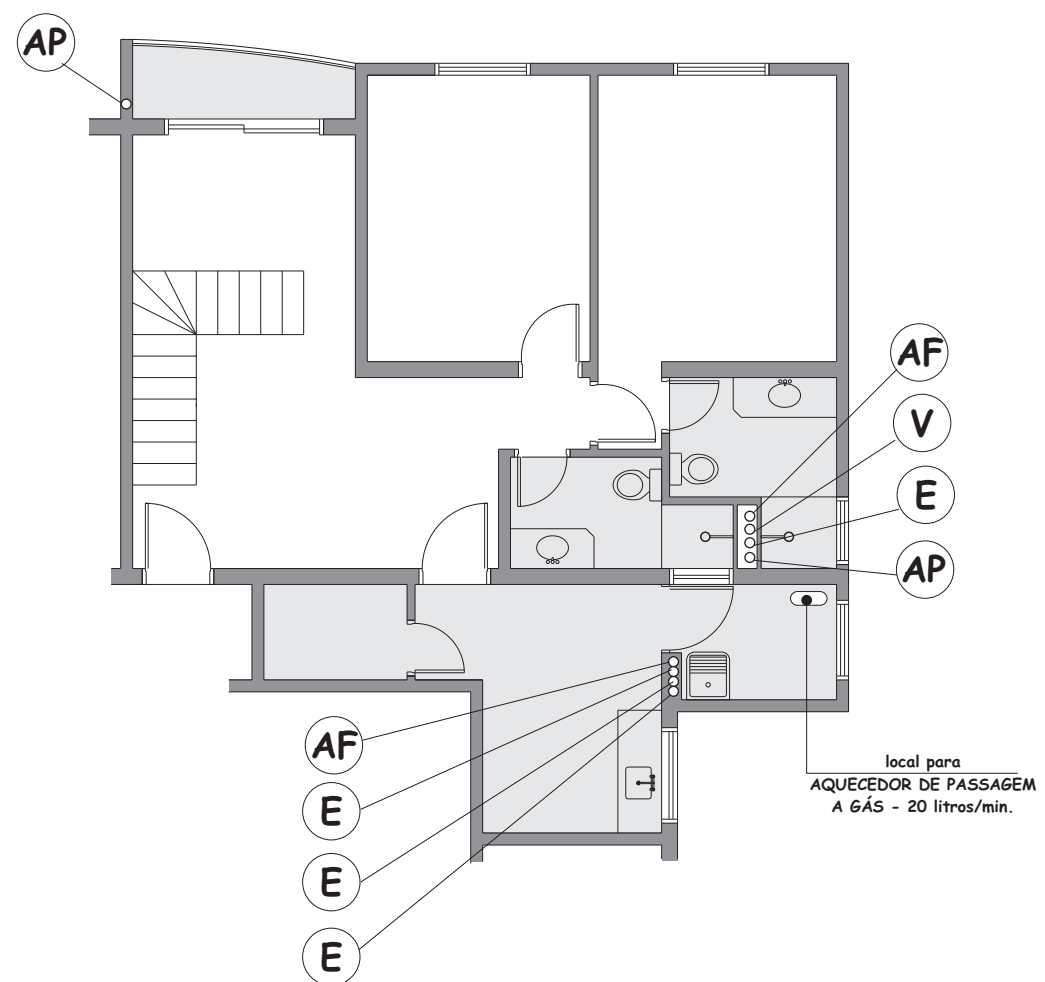 AP
AF
V
E
AP
AF
E
E
E
local para
AQUECEDOR DE PASSAGEM
A GÁS - 20 litros/min.